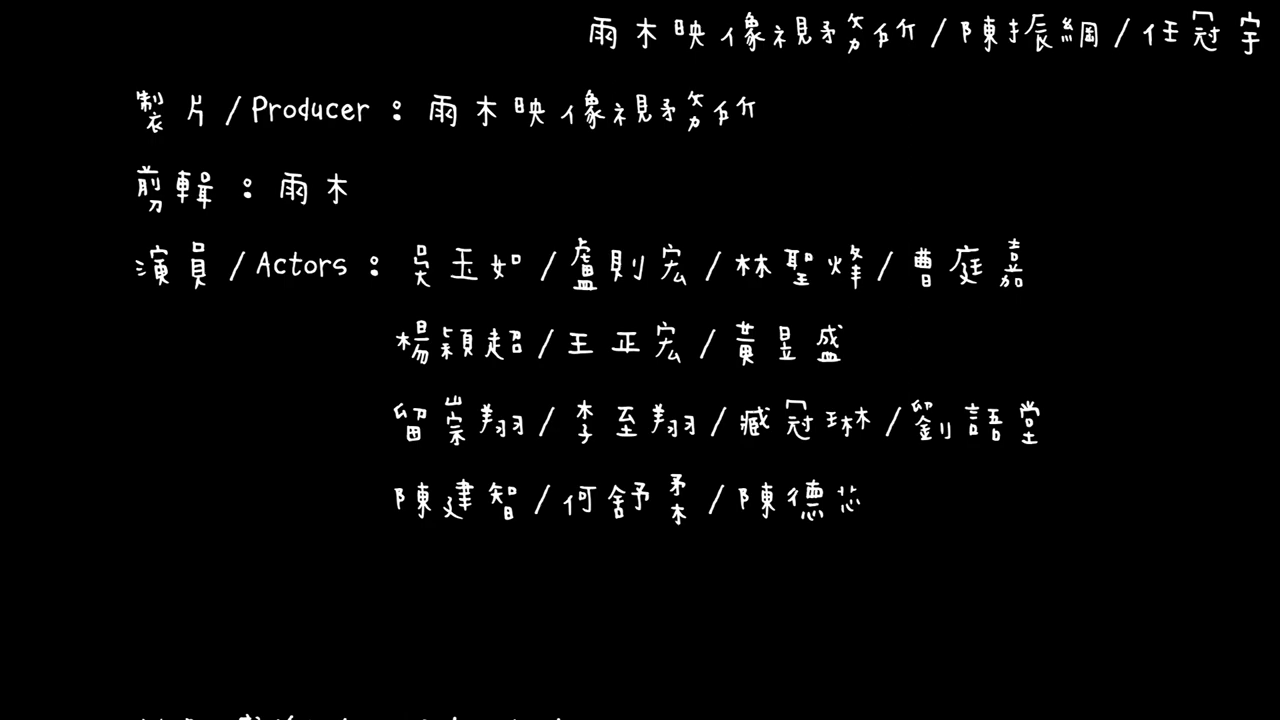 雨木映像視務所/陳振綱/任冠宇
製片/Producer：雨木映像視務所
剪輯：雨木
演員/Actors：吳玉如/盧則宏/林聖烽/曹庭嘉
楊穎超/王正宏/黃昱盛
留崇翔/李至翔/臧冠琳/劉語堂
陳建智/何舒柔/陳德芯